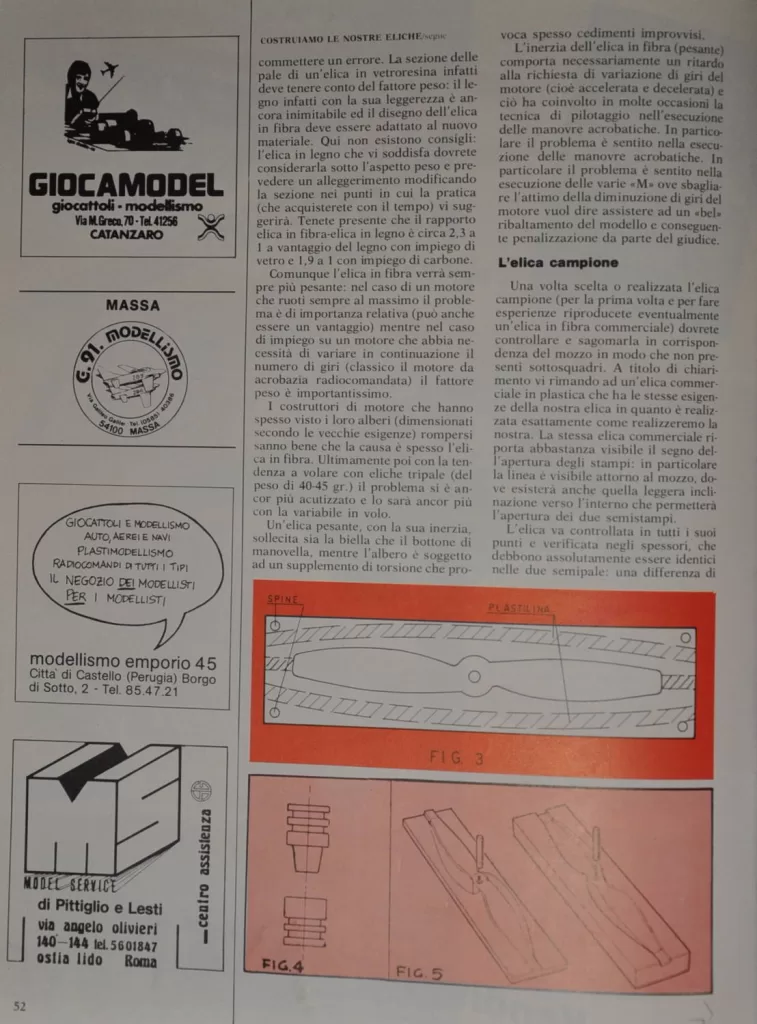 GIOCAMODEL
giocattoli - modellismo
Via M. Greco, 70 - Tel. 41256
CATANZARO
MASSA
G. 91. MODELLISMO
54100 MASSA
GIOCATTOLI E MODELLISMO
AUTO, AEREI E NAVI
PLASTIMODELLISMO
RADIOCOMANDI DI TUTTI I TIPI
IL NEGOZIO DEI MODELLISTI
PER I MODELLISTI
modellismo emporio 45
Città di Castello (Perugia) Borgo
di Sotto, 2 - Tel. 85.47.21
MODEL SERVICE
centro assistenza
di Pittiglio e Lesti
via angelo olivieri
140-144 tel. 5601847
ostia lido Roma
52
COSTRUIAMO LE NOSTRE ELICHE/segue
commettere un errore. La sezione delle
pale di un'elica in vetroresina infatti
deve tenere conto del fattore peso: il le-
gno infatti con la sua leggerezza è an-
cora inimitabile ed il disegno dell'elica
in fibra deve essere adattato al nuovo
materiale. Qui non esistono consigli:
l'elica in legno che vi soddisfa dovrete
considerarla sotto l'aspetto peso e pre-
vedere un alleggerimento modificando
la sezione nei punti in cui la pratica
(che acquisterete con il tempo) vi sug-
gerirà. Tenete presente che il rapporto
elica in fibra-elica in legno è circa 2,3 a
1 a vantaggio del legno con impiego di
vetro e 1,9 a 1 con impiego di carbone.
Comunque l'elica in fibra verrà sem-
pre più pesante: nel caso di un motore
che ruoti sempre al massimo il proble-
ma è di importanza relativa (può anche
essere un vantaggio) mentre nel caso
di impiego su un motore che abbia ne-
cessità di variare in continuazione il
numero di giri (classico il motore da
acrobazia radiocomandata) il fattore
peso è importantissimo.
I costruttori di motore che hanno
spesso visto i loro alberi (dimensionati
secondo le vecchie esigenze) rompersi
sanno bene che la causa è spesso l'eli-
ca in fibra. Ultimamente poi con la ten-
denza a volare con eliche tripale (del
peso di 40-45 gr.) il problema si è an-
cor più acutizzato e lo sarà ancor più
con la variabile in volo.
Un'elica pesante, con la sua inerzia,
sollecita sia la biella che il bottone di
manovella, mentre l'albero è soggetto
ad un supplemento di torsione che pro-
voca spesso cedimenti improvvisi.
L'inerzia dell'elica in fibra (pesante)
comporta necessariamente un ritardo
alla richiesta di variazione di giri del
motore (cioè accelerata e decelerata) e
ciò ha coinvolto in molte occasioni la
tecnica di pilotaggio nell'esecuzione
delle manovre acrobatiche. In partico-
lare il problema è sentito nella esecu-
zione delle manovre acrobatiche. In
particolare il problema è sentito nella
esecuzione delle varie «M» ove sbaglia-
re l'attimo della diminuzione di giri del
motore vuol dire assistere ad un «bel»
ribaltamento del modello e conseguen-
te penalizzazione da parte del giudice.
L'elica campione
Una volta scelta o realizzata l'elica
campione (per la prima volta e per fare
esperienze riproducete eventualmente
un'elica in fibra commerciale) dovrete
controllare e sagomarla in corrispon-
denza del mozzo in modo che non pre-
senti sottosquadri. A titolo di chiari-
mento vi rimando ad un'elica commer-
ciale in plastica che ha le stesse esigen-
ze della nostra elica in quanto è realiz-
zata esattamente come realizzeremo la
nostra. La stessa elica commerciale ri-
porta abbastanza visibile il segno del-
l'apertura degli stampi: in particolare
la linea è visibile attorno al mozzo, do-
ve esisterà anche quella leggera incli-
nazione verso l'interno che permetterà
l'apertura dei due semistampi.
L'elica va controllata in tutti i suoi
punti e verificata negli spessori, che
debbono assolutamente essere identici
nelle due semipale: una differenza di
SPINE
PLASTILINA
FIG. 3
FIG. 4
FIG. 5